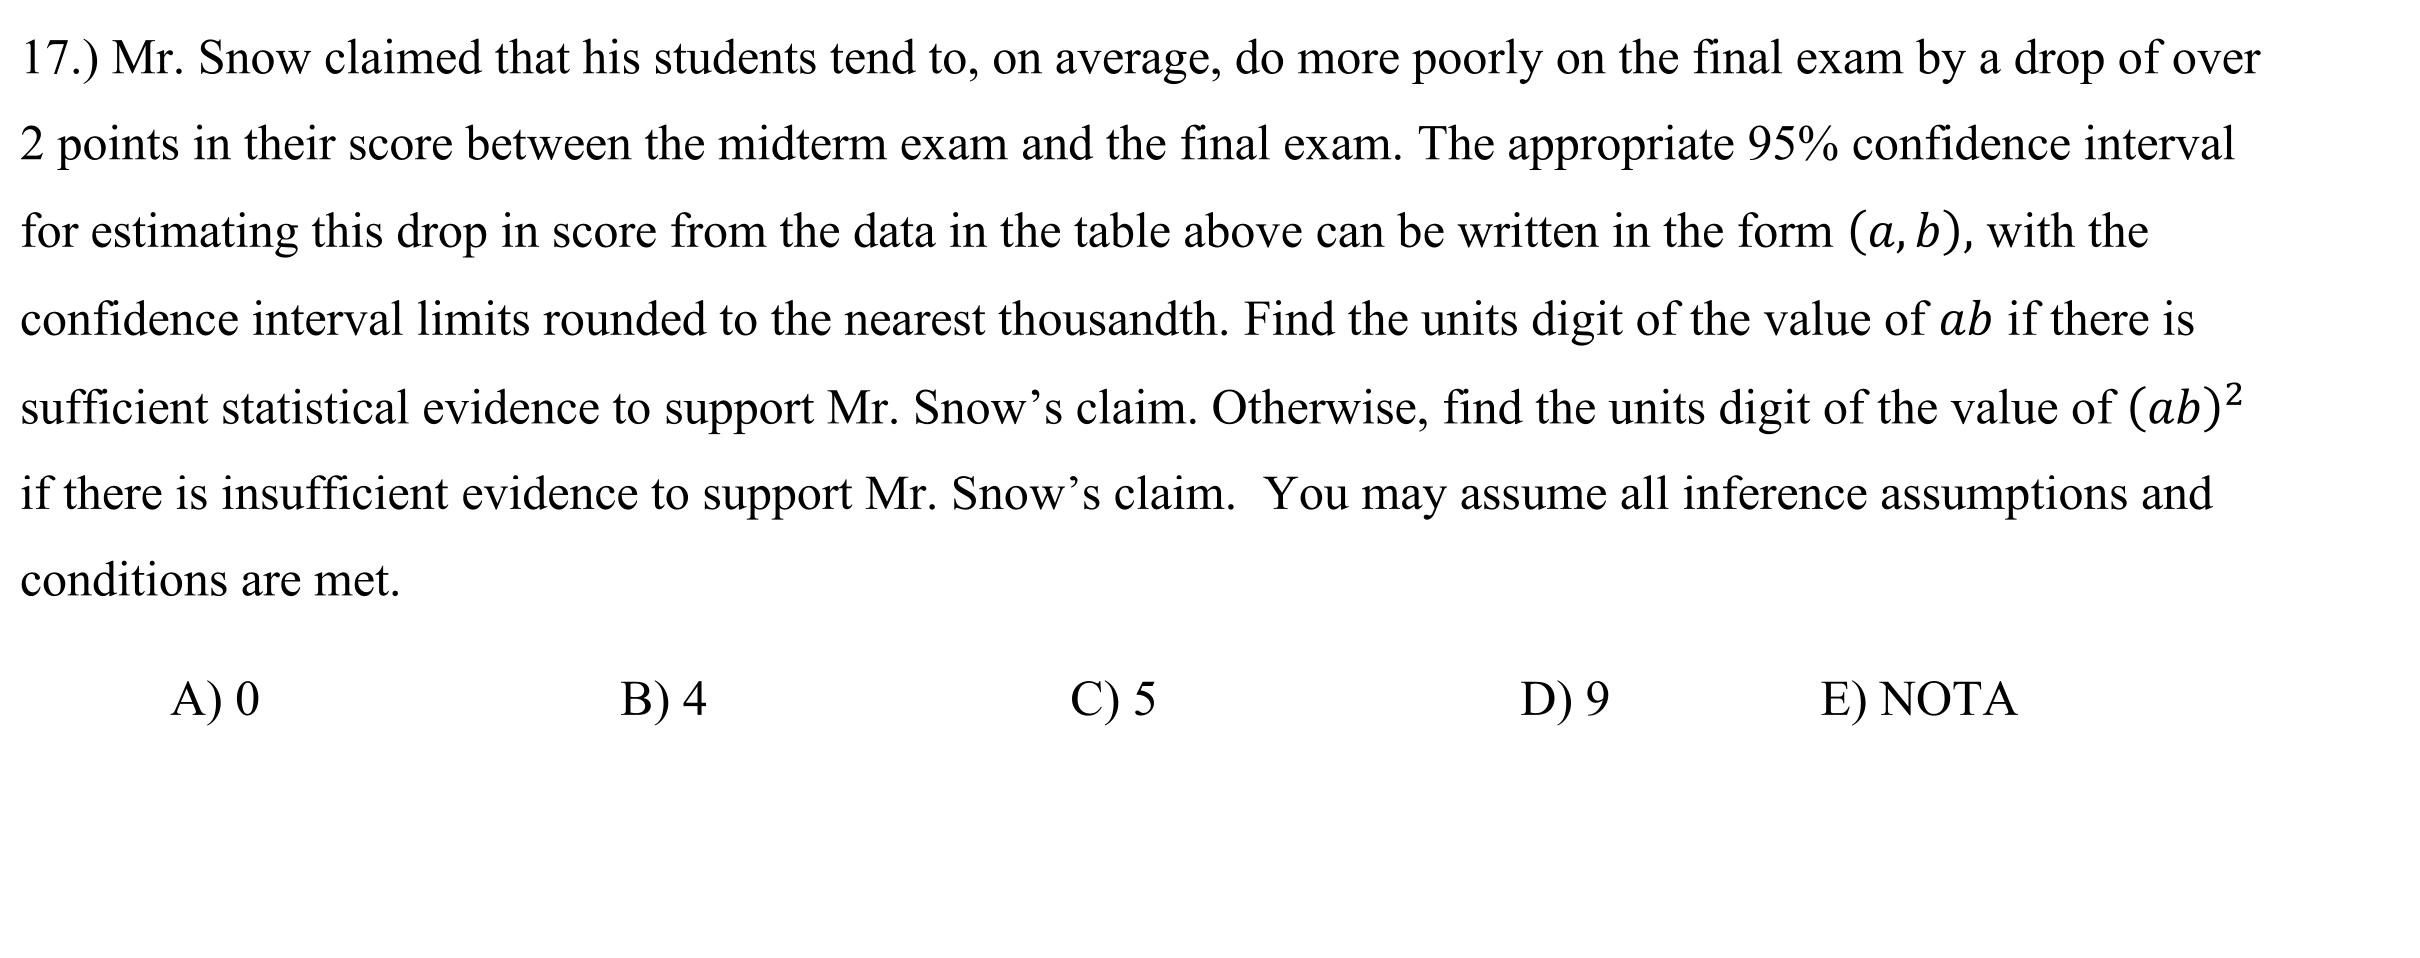 17.) Mr. Snow claimed that his students tend to, on average, do more poorly on the final exam by a drop of over
2 points in their score between the midterm exam and the final exam. The appropriate 95% confidence interval
for estimating this drop in score from the data in the table above can be written in the form (a, b), with the
confidence interval limits rounded to the nearest thousandth. Find the units digit of the value of ab if there is
sufficient statistical evidence to support Mr. Snow’s claim. Otherwise, find the units digit of the value of (ab)²
if there is insufficient evidence to support Mr. Snow’s claim.  You may assume all inference assumptions and
conditions are met.
A) 0 B) 4 C) 5 D) 9 E) NOTA